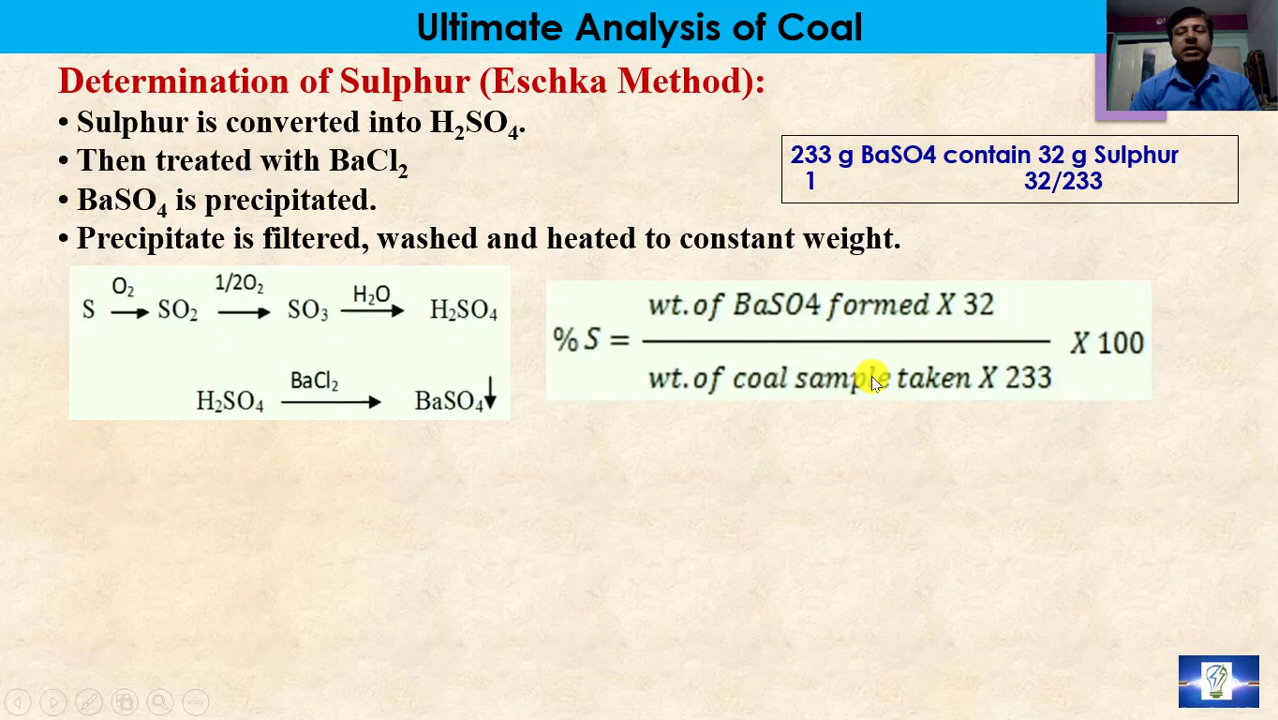 Ultimate Analysis of Coal
Determination of Sulphur (Eschka Method):
• Sulphur is converted into H₂SO₄.
• Then treated with BaCl₂
• BaSO₄ is precipitated.
• Precipitate is filtered, washed and heated to constant weight.
233 g BaSO4 contain 32 g Sulphur
1 32/233
S —O₂→ SO₂ —1/2O₂→ SO₃ —H₂O→ H₂SO₄
H₂SO₄ —BaCl₂→ BaSO₄↓
% S = wt. of BaSO4 formed X 32 / wt. of coal sample taken X 233 X 100